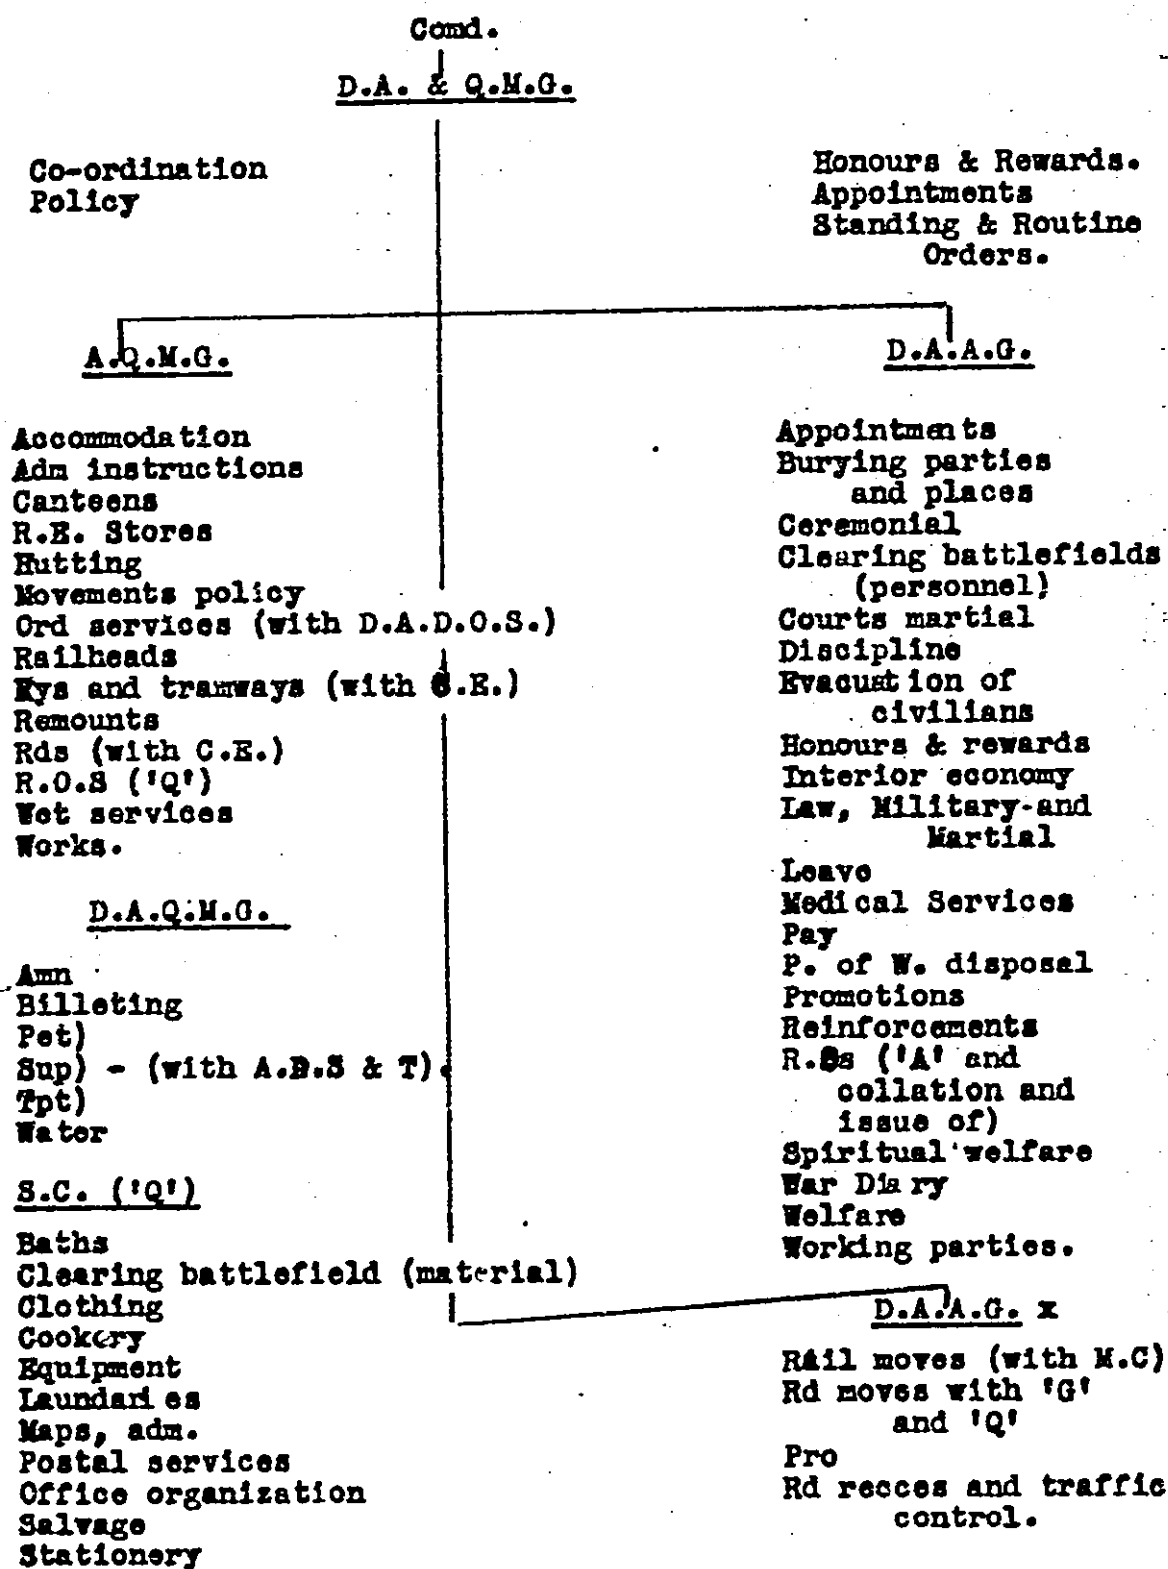 Comd.
D.A. & Q.M.G.
Co-ordination
Policy
Honours & Rewards.
Appointments
Standing & Routine
Orders.
A.Q.M.G.
Accommodation
Adm instructions
Canteens
R.E. Stores
Hutting
Movements policy
Ord services (with D.A.D.O.S.)
Railheads
Rys and tramways (with C.E.)
Remounts
Rds (with C.E.)
R.O.S ('Q')
Vet services
Works.
D.A.Q.M.G.
Amn
Billeting
Pet)
Sup) - (with A.D.S & T).
Tpt)
Water
S.C. ('Q')
Baths
Clearing battlefield (material)
Clothing
Cookery
Equipment
Laundaries
Maps, adm.
Postal services
Office organization
Salvage
Stationery
D.A.A.G.
Appointments
Burying parties
and places
Ceremonial
Clearing battlefields
(personnel)
Courts martial
Discipline
Evacuation of
civilians
Honours & rewards
Interior economy
Law, Military and
Martial
Leave
Medical Services
Pay
P. of W. disposal
Promotions
Reinforcements
('A' and
collation and
issue of)
Spiritual welfare
War Diary
Welfare
Working parties.
D.A.A.G. x
Rail moves (with M.C)
Rd moves with 'G'
and 'Q'
Pro
Rd recces and traffic
control.